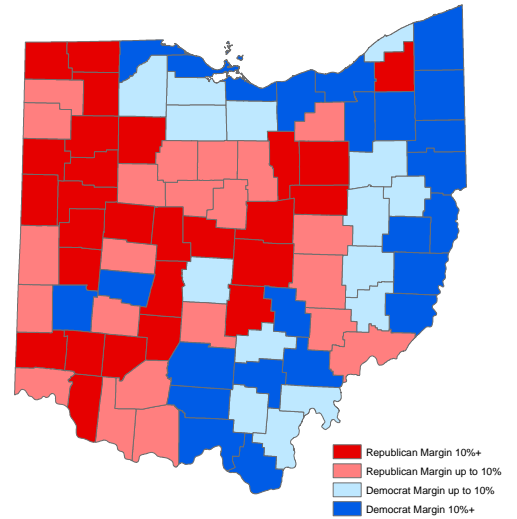 Republican Margin 10%+
Republican Margin up to 10%
Democrat Margin up to 10%
Democrat Margin 10%+